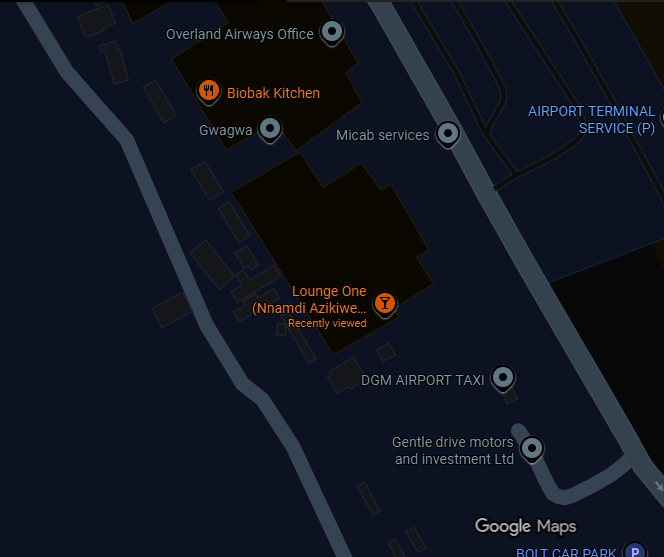 Overland Airways Office
Biobak Kitchen
AIRPORT TERMINAL
SERVICE (P)
Gwagwa
Micab services
Lounge One
(Nnamdi Azikiwe...
Recently viewed
DGM AIRPORT TAXI
Gentle drive motors
and investment Ltd
Google Maps
BOLT CAR PARK
P